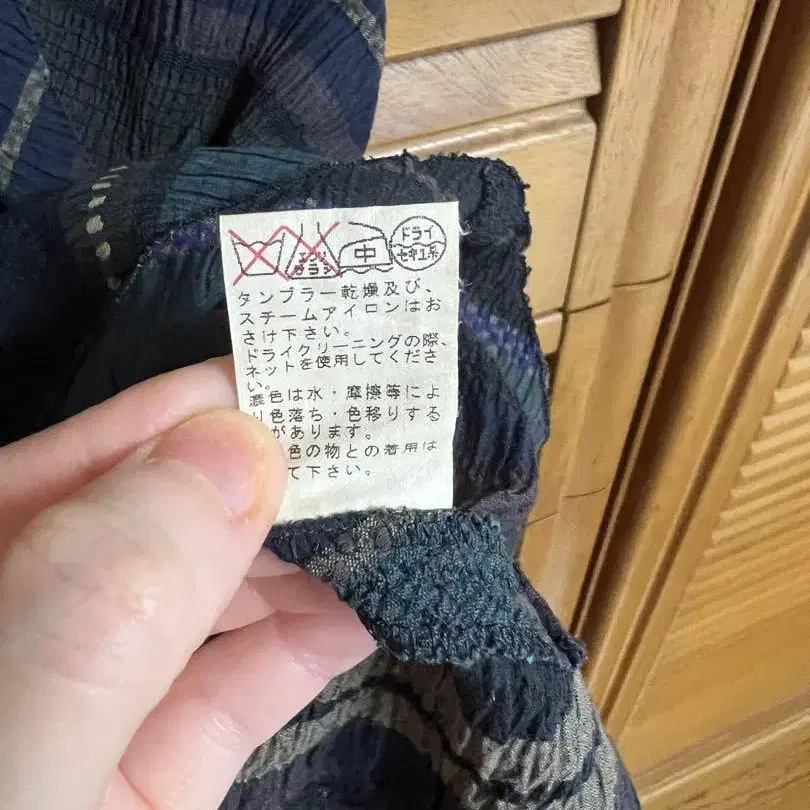 エンソ
サラシ
中
ドライ
セキユ系
タンブラー乾燥及び、
スチームアイロンはお
さけ下さい。
ドライクリーニングの際、
ネットを使用してくださ
い。
濃色は水・摩擦等によ
り色落ち・色移りする
があります。
色の物との着用は
て下さい。